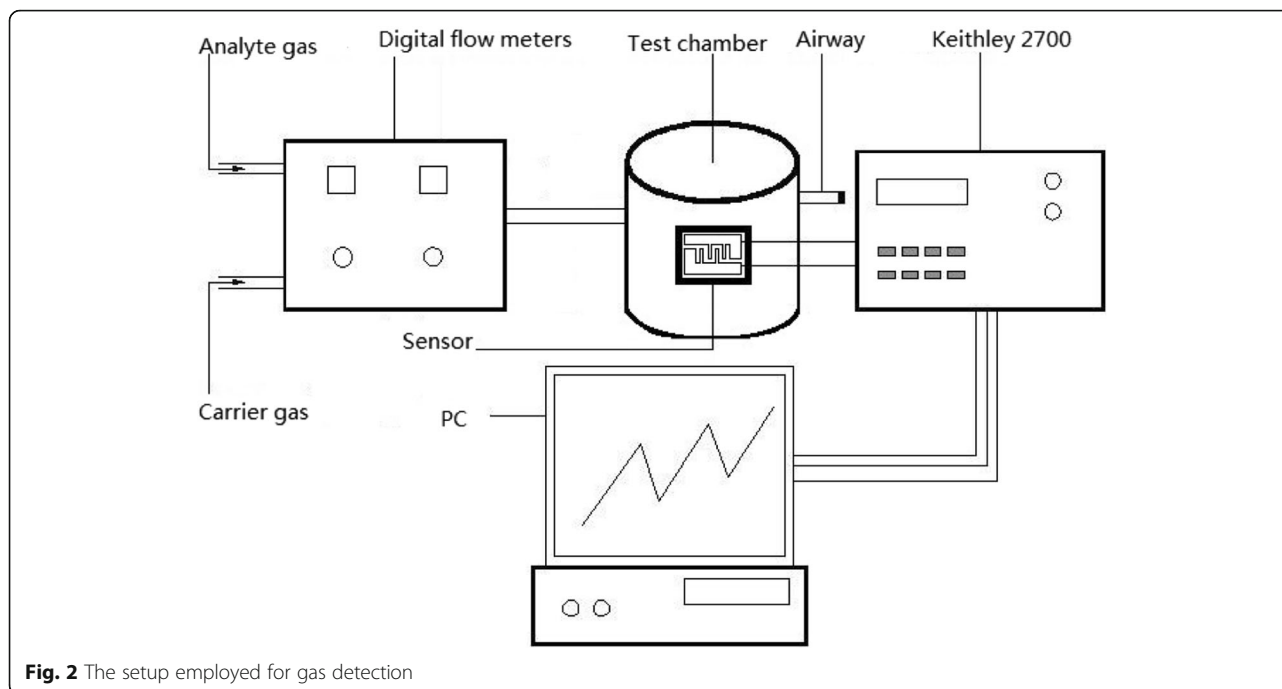 Analyte gas
Digital flow meters
Test chamber
Airway
Keithley 2700
Sensor
Carrier gas
PC
Fig. 2 The setup employed for gas detection